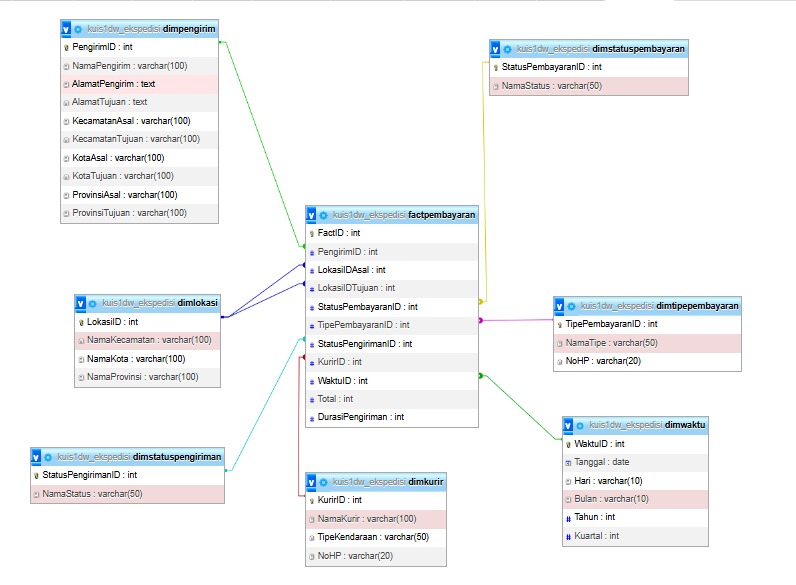 kuis1dw_ekspedisi dimpengirim
PengirimID : int
NamaPengirim : varchar(100)
AlamatPengirim : text
AlamatTujuan : text
KecamatanAsal : varchar(100)
KecamatanTujuan : varchar(100)
KotaAsal : varchar(100)
KotaTujuan : varchar(100)
ProvinsiAsal : varchar(100)
ProvinsiTujuan : varchar(100)
kuis1dw_ekspedisi dimstatuspembayaran
StatusPembayaranID : int
NamaStatus : varchar(50)
kuis1dw_ekspedisi factpembayaran
FactID : int
PengirimID : int
LokasiIDAsal : int
LokasiIDTujuan : int
StatusPembayaranID : int
TipePembayaranID : int
StatusPengirimanID : int
KurirID : int
WaktuID : int
Total : int
DurasiPengiriman : int
kuis1dw_ekspedisi dimlokasi
LokasiID : int
NamaKecamatan : varchar(100)
NamaKota : varchar(100)
NamaProvinsi : varchar(100)
kuis1dw_ekspedisi dimtipepembayaran
TipePembayaranID : int
NamaTipe : varchar(50)
NoHP : varchar(20)
kuis1dw_ekspedisi dimstatuspengiriman
StatusPengirimanID : int
NamaStatus : varchar(50)
kuis1dw_ekspedisi dimkurir
KurirID : int
NamaKurir : varchar(100)
TipeKendaraan : varchar(50)
NoHP : varchar(20)
kuis1dw_ekspedisi dimwaktu
WaktuID : int
Tanggal : date
Hari : varchar(10)
Bulan : varchar(10)
Tahun : int
Kuartal : int